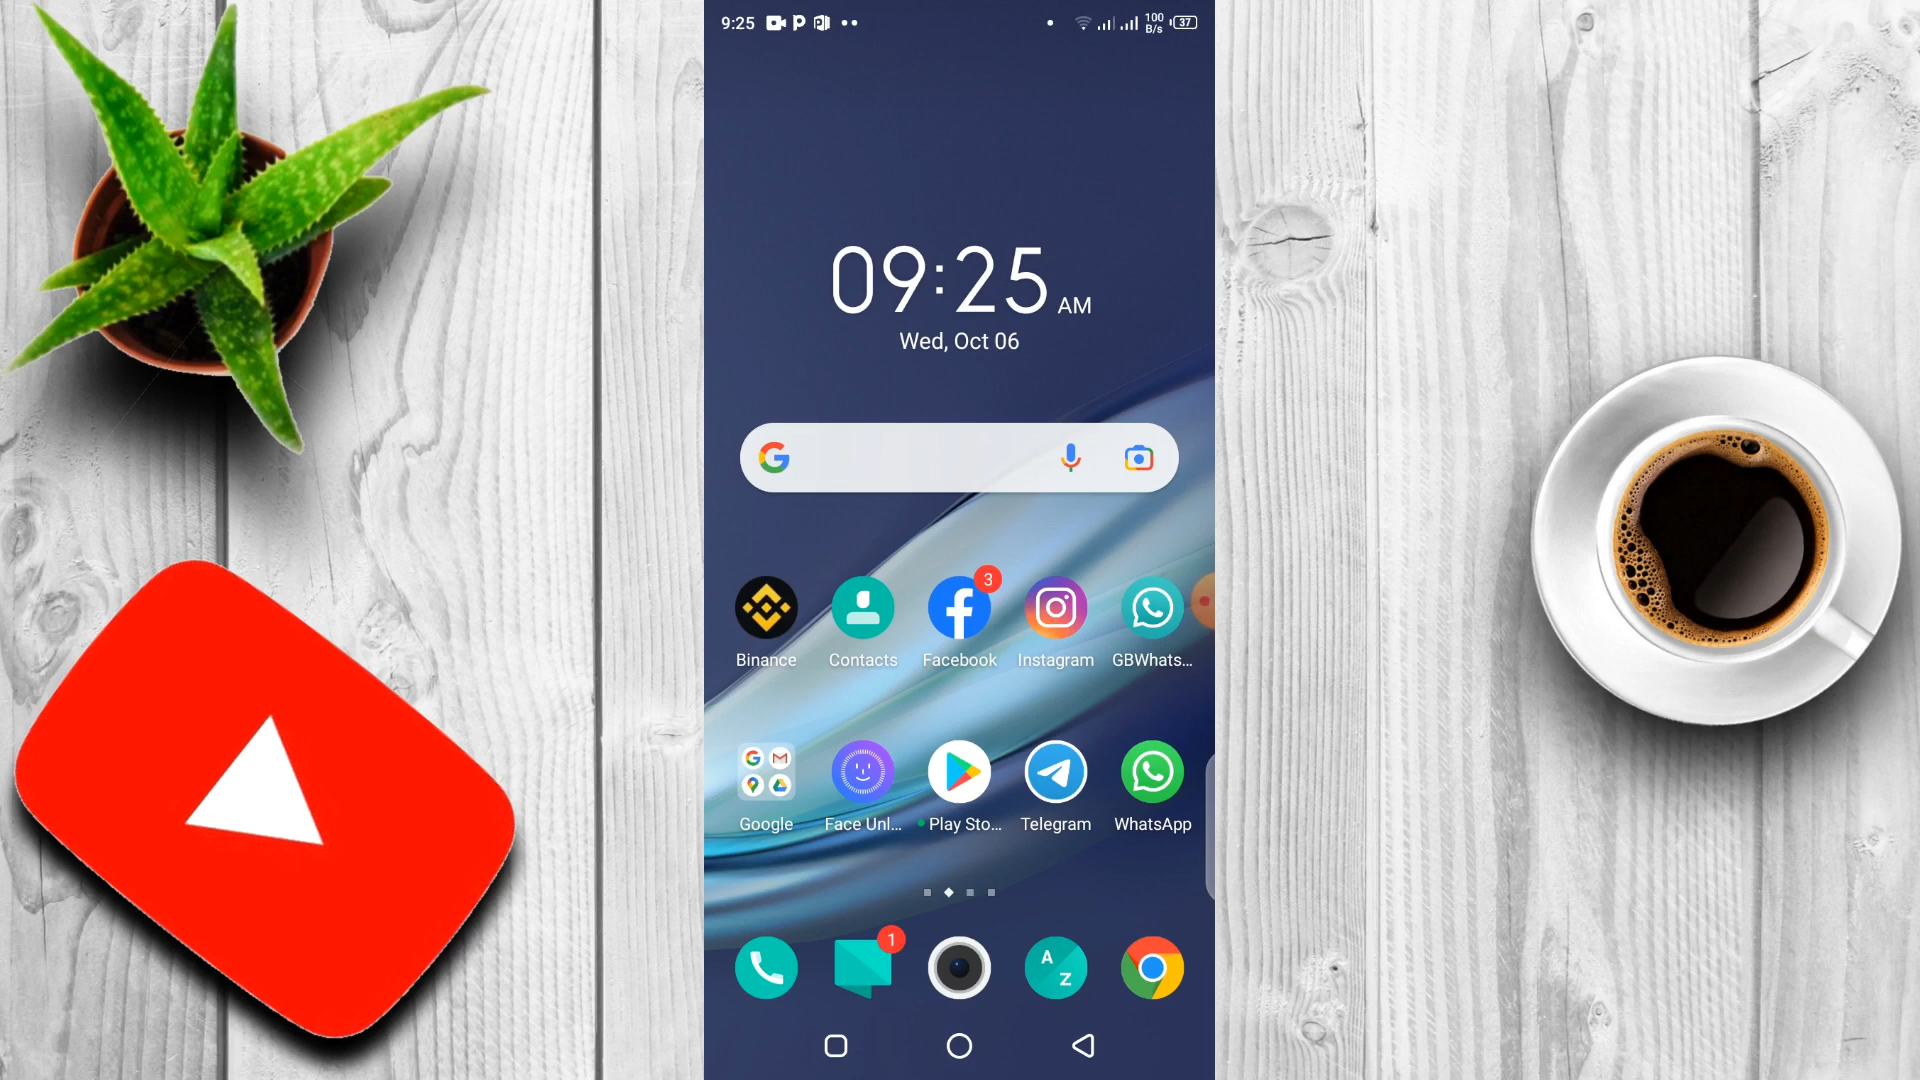 9:25
100
B/s
37
09:25 AM
Wed, Oct 06
3
Binance
Contacts
Facebook
Instagram
GBWhats...
Google
Face Unl...
Play Sto...
Telegram
WhatsApp
1
A
Z